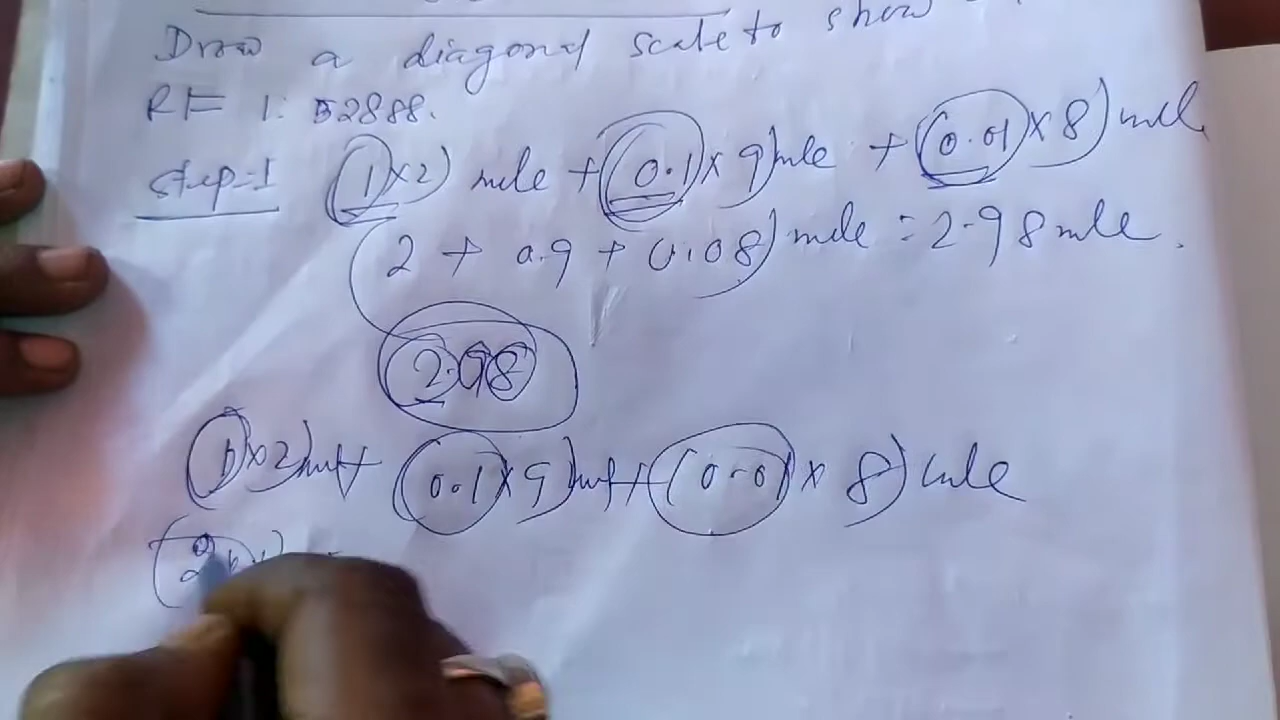 Draw a diagonal scale to show
RF 1:52888.
Step-1 (1×2) mile + (0.1×9) mile + (0.01×8) mile
(2 + 0.9 + 0.08) mile = 2.98 mile.
2.98
(1×2) + (0.1×9) + (0.01×8) mile
(2